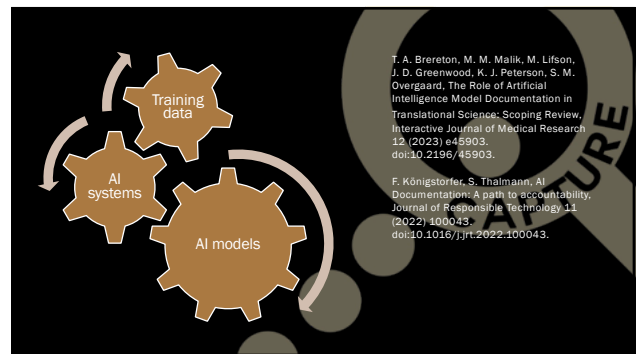 Training
data
AI
systems
AI models
T. A. Brereton, M. M. Malik, M. Lifson,
J. D. Greenwood, K. J. Peterson, S. M.
Overgaard, The Role of Artificial
Intelligence Model Documentation in
Translational Science: Scoping Review,
Interactive Journal of Medical Research
12 (2023) e45903.
doi:10.2196/45903.
F. Königstorfer, S. Thalmann, AI
Documentation: A path to accountability,
Journal of Responsible Technology 11
(2022) 100043.
doi:10.1016/j.jrt.2022.100043.
CAPTURE